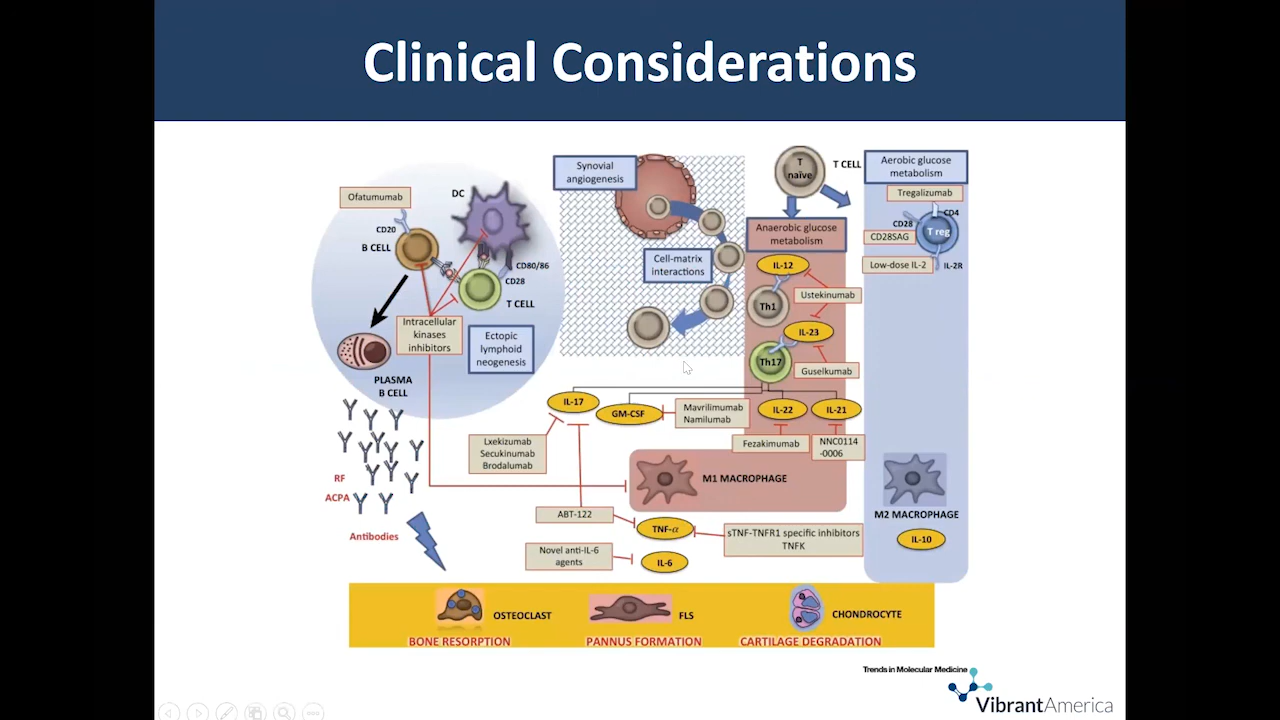 Clinical Considerations
Ofatumumab
CD20
B CELL
DC
CD80/86
CD28
T CELL
Intracellular
kinases
inhibitors
Ectopic
lymphoid
neogenesis
PLASMA
B CELL
RF
ACPA
Antibodies
Synovial
angiogenesis
Cell-matrix
interactions
T
naïve
T CELL
Anaerobic glucose
metabolism
IL-12
Th1
Ustekinumab
IL-23
Th17
Guselkumab
IL-17
GM-CSF
Mavrilimumab
Namilumab
IL-22
IL-21
Lxekizumab
Secukinumab
Brodalumab
Fezakimumab
NNC0114
-0006
M1 MACROPHAGE
ABT-122
TNF-α
sTNF-TNFR1 specific inhibitors
TNFK
Novel anti-IL-6
agents
IL-6
Aerobic glucose
metabolism
Tregalizumab
CD4
CD28
T reg
CD28SAG
Low-dose IL-2
IL-2R
M2 MACROPHAGE
IL-10
OSTEOCLAST
BONE RESORPTION
FLS
PANNUS FORMATION
CHONDROCYTE
CARTILAGE DEGRADATION
Trends in Molecular Medicine
VibrantAmerica